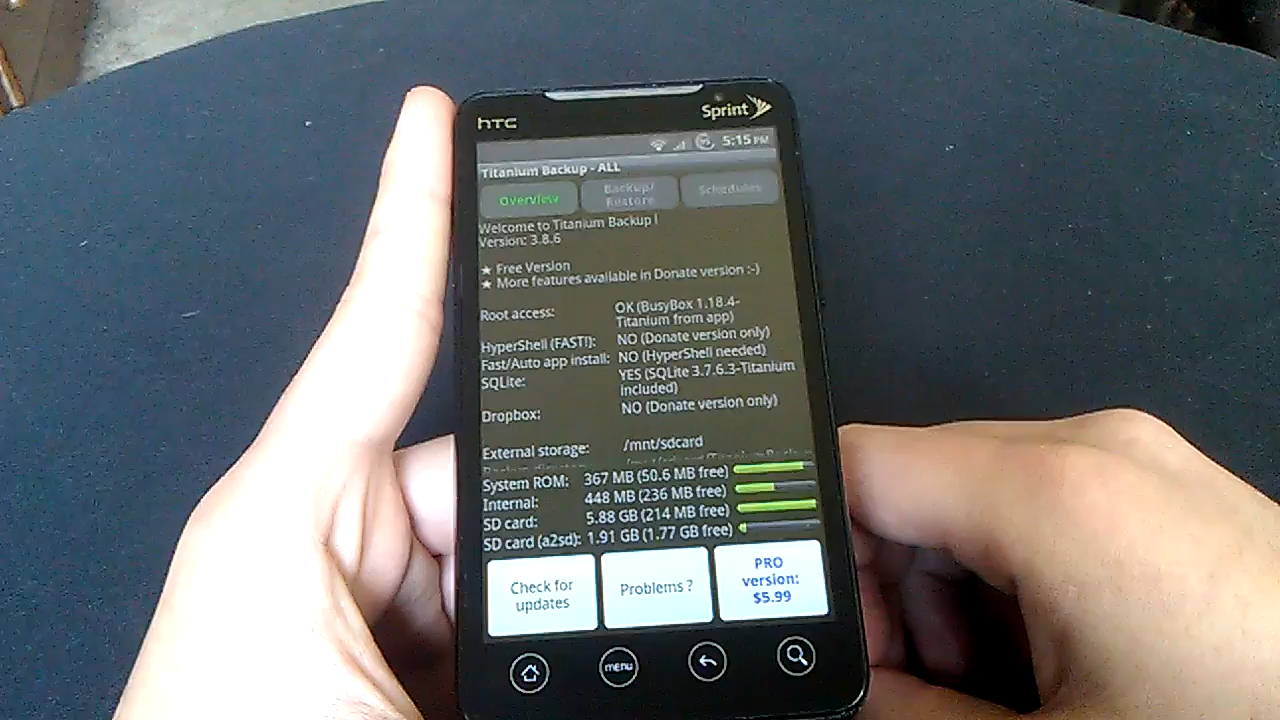 hTC
Sprint
5:15 PM
Titanium Backup - ALL
Overview
Backup/
Restore
Schedules
Welcome to Titanium Backup !
Version: 3.8.6
★ Free Version
★ More features available in Donate version :-)
Root access: OK (BusyBox 1.18.4-
Titanium from app)
HyperShell (FAST!): NO (Donate version only)
Fast/Auto app install: NO (HyperShell needed)
SQLite: YES (SQLite 3.7.6.3-Titanium
included)
Dropbox: NO (Donate version only)
External storage: /mnt/sdcard
System ROM: 367 MB (50.6 MB free)
Internal: 448 MB (236 MB free)
SD card: 5.88 GB (214 MB free)
SD card (a2sd): 1.91 GB (1.77 GB free)
Check for
updates
Problems ?
PRO
version:
$5.99
menu